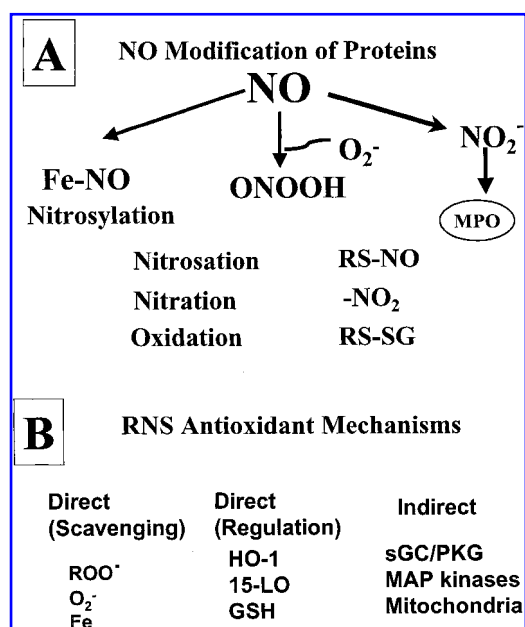 A
NO Modification of Proteins
NO
NO₂⁻
O₂⁻
Fe-NO
ONOOH
Nitrosylation
MPO
Nitrosation RS-NO
Nitration -NO₂
Oxidation RS-SG
B
RNS Antioxidant Mechanisms
Direct
(Scavenging)
ROO˙
O₂⁻
Fe
Direct
(Regulation)
HO-1
15-LO
GSH
Indirect
sGC/PKG
MAP kinases
Mitochondria